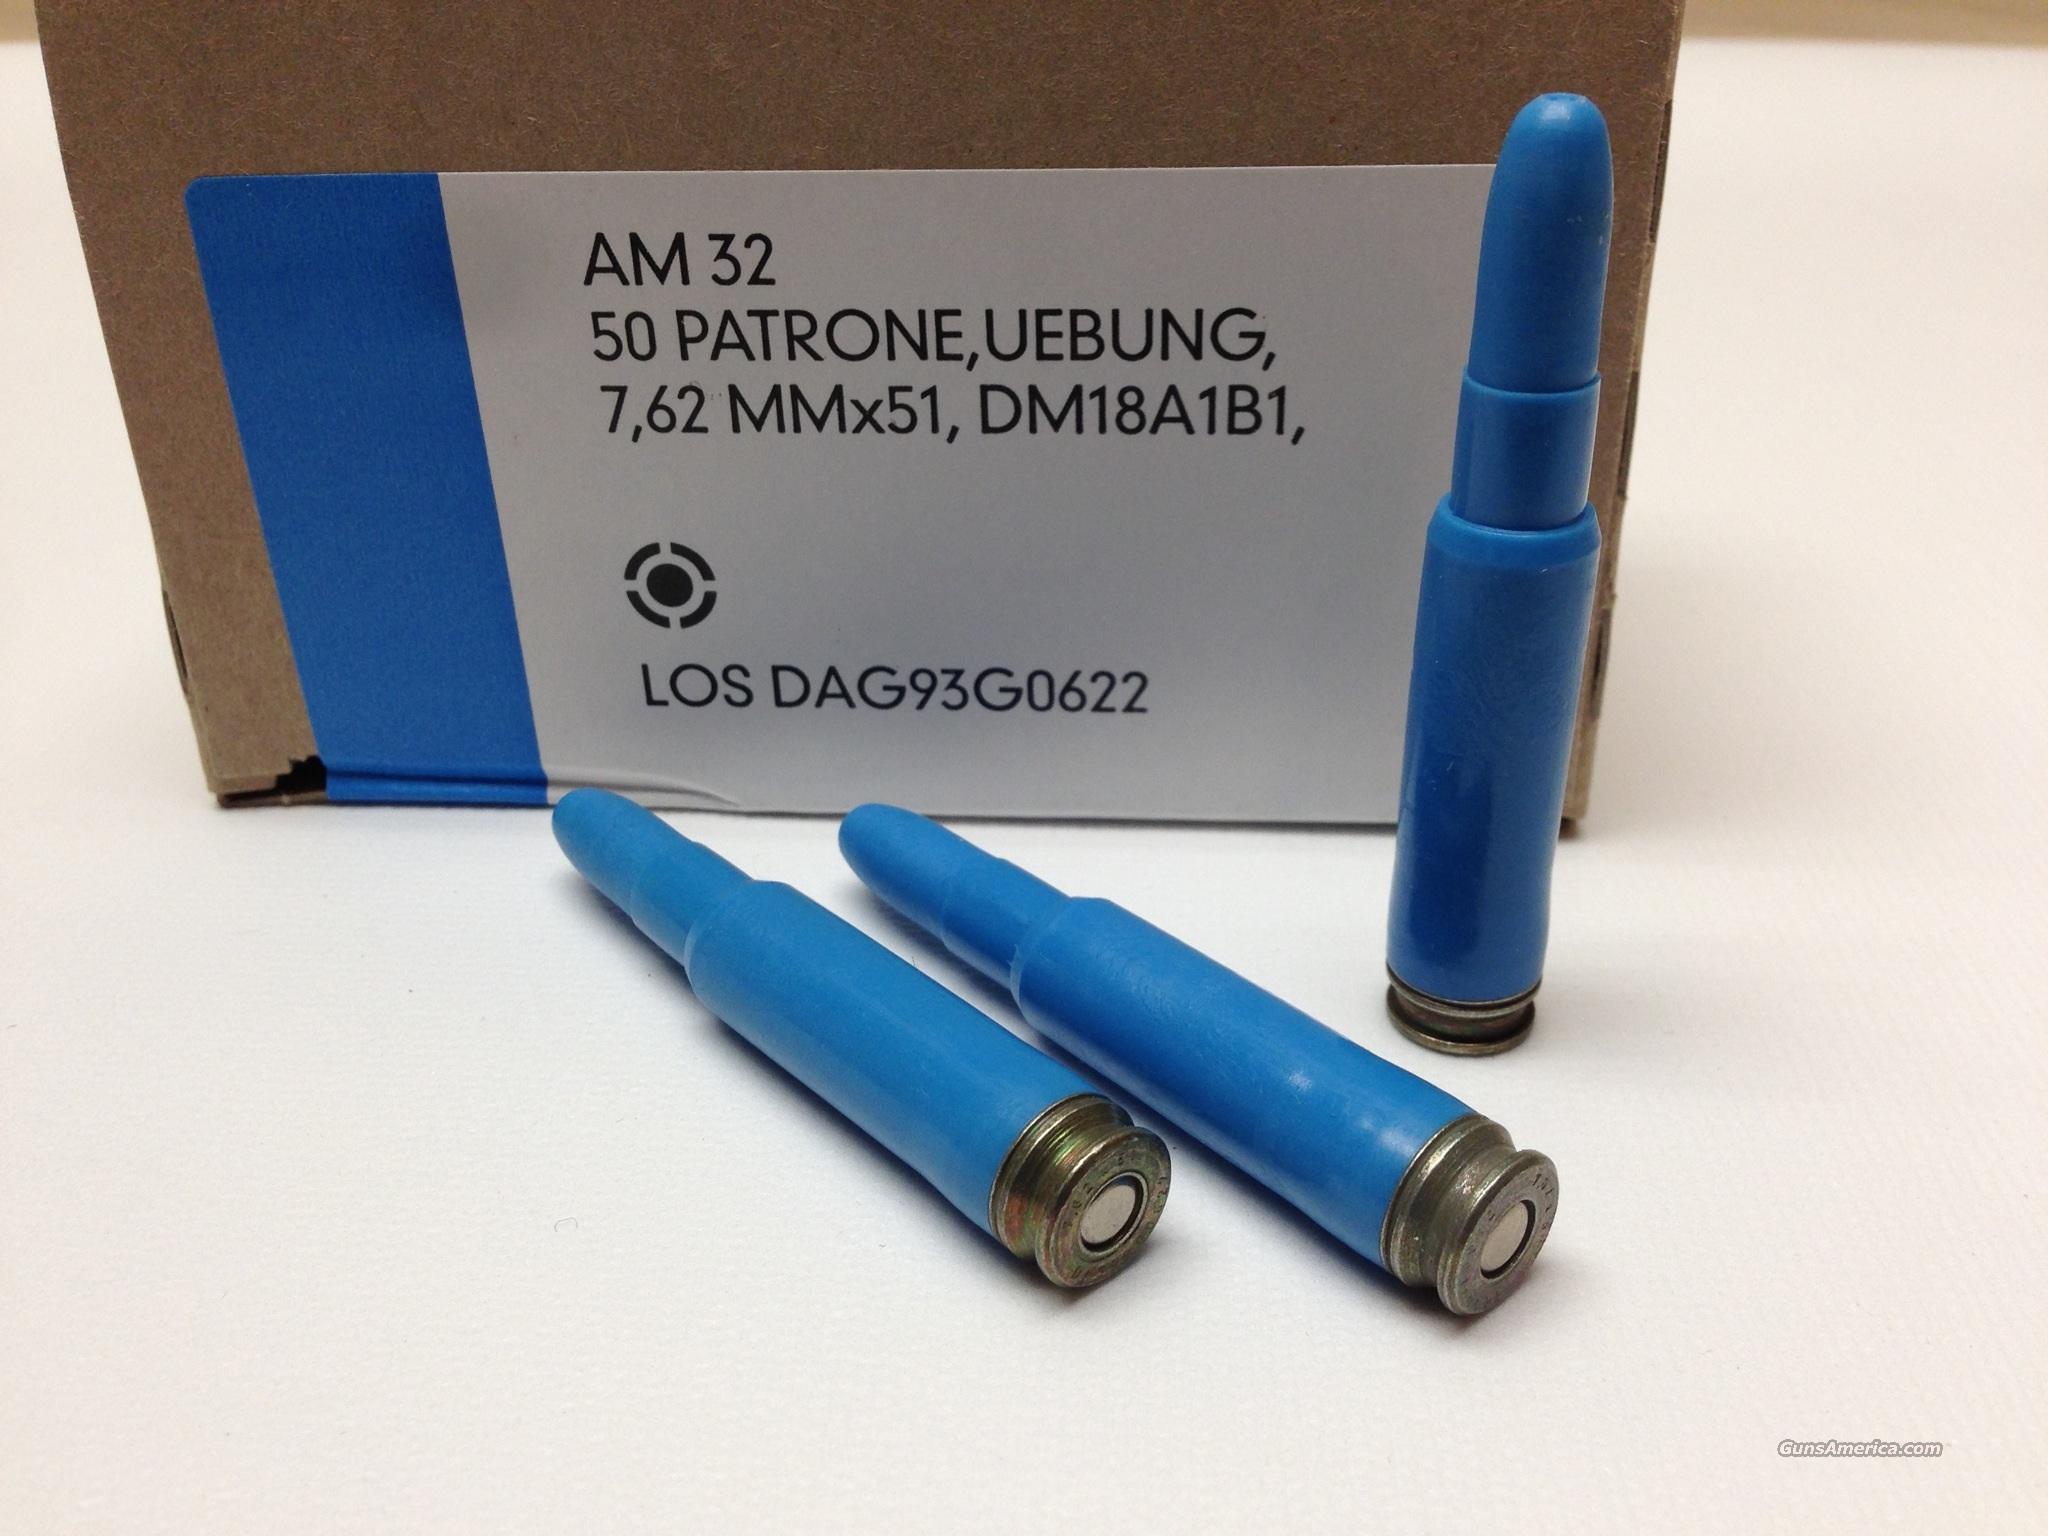 AM 32
50 PATRONE,UEBUNG,
7,62 MMx51, DM18A1B1,
LOS DAG93G0622
GunsAmerica.com